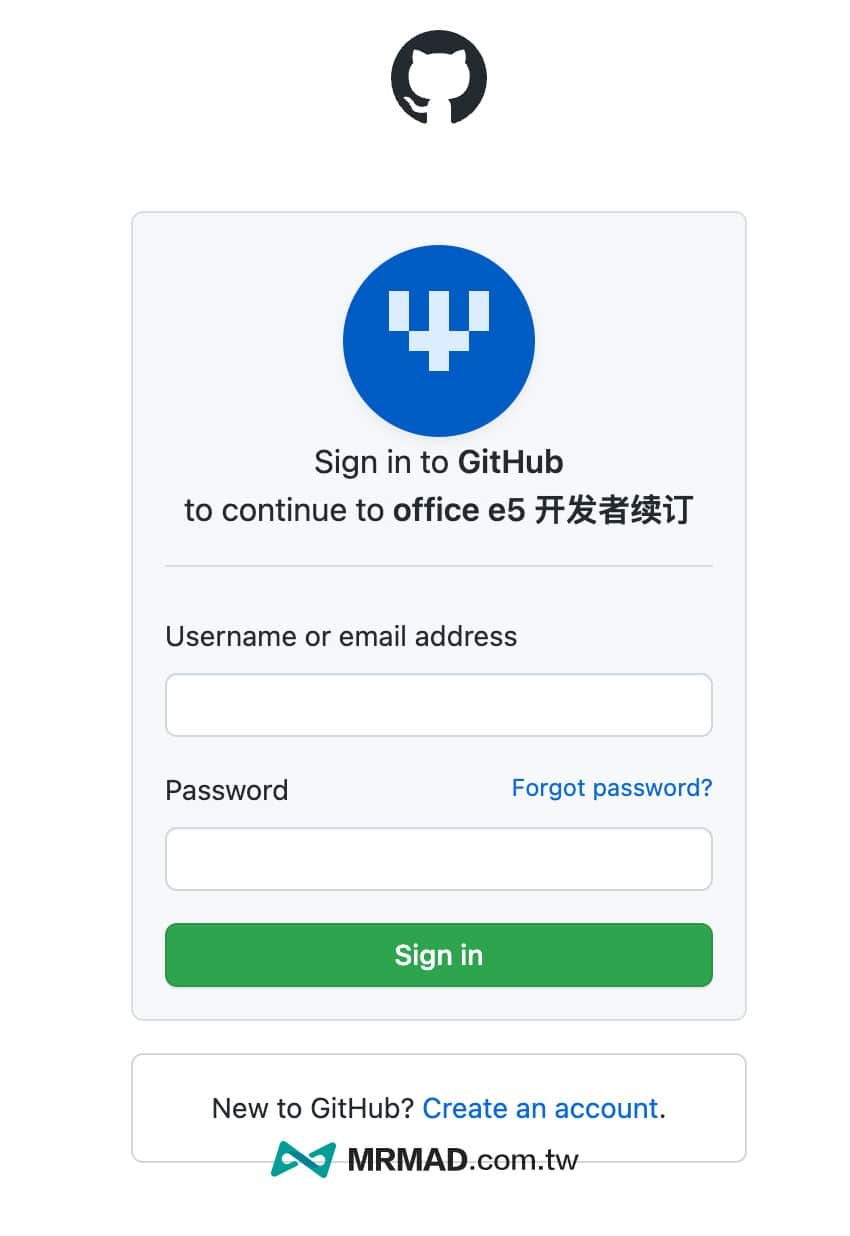 Sign in to GitHub
to continue to office e5 开发者续订
Username or email address
Password
Forgot password?
Sign in
New to GitHub? Create an account.
MRMAD.com.tw